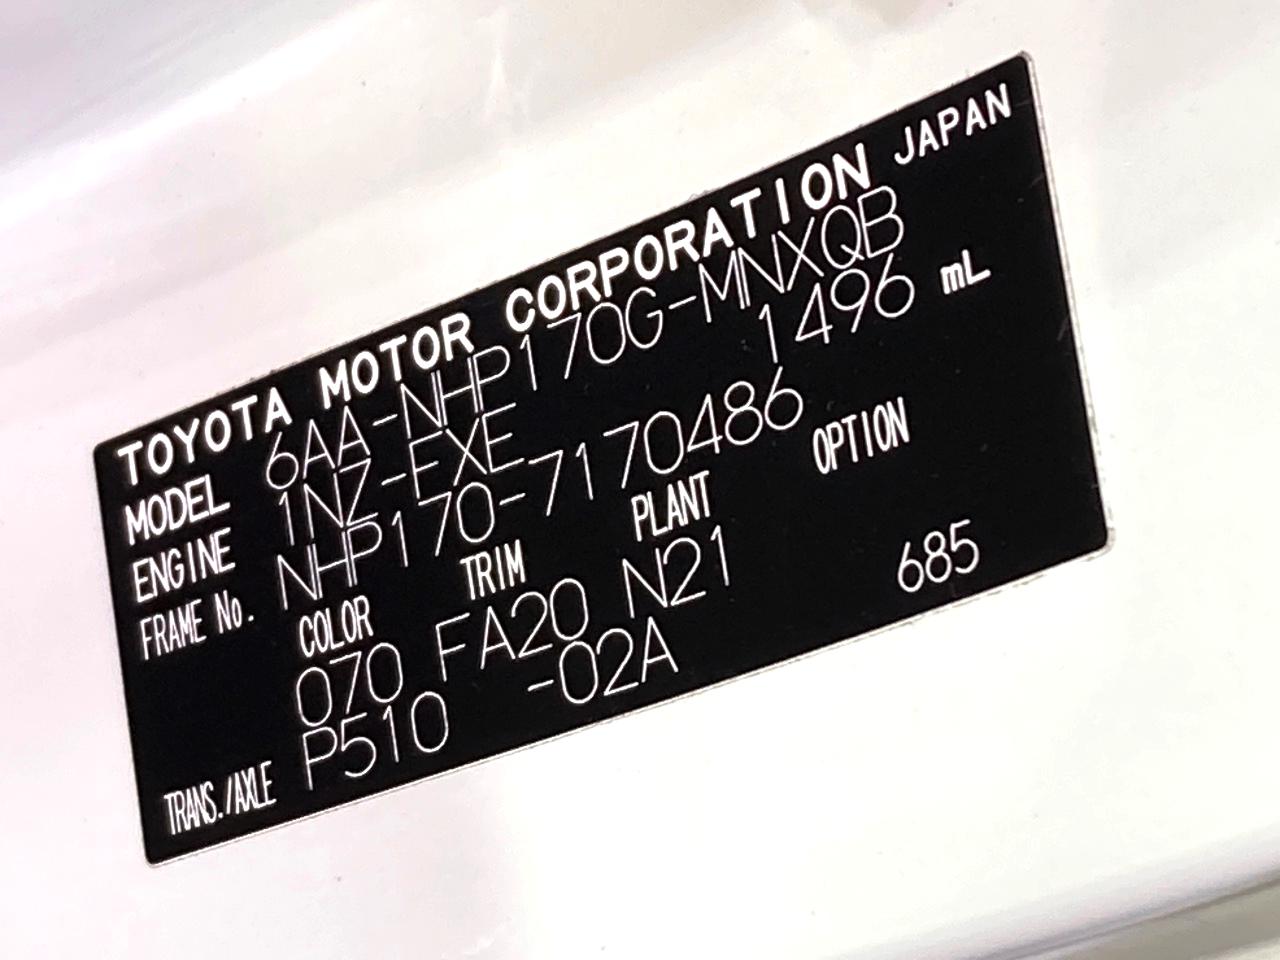 TOYOTA MOTOR CORPORATION JAPAN
MODEL 6AA-NHP170G-MNXQB
ENGINE 1NZ-FXE 1496 mL
FRAME No. NHP170-7170486
COLOR TRIM PLANT OPTION
070 FA20 N21
TRANS./AXLE P510 -02A 685